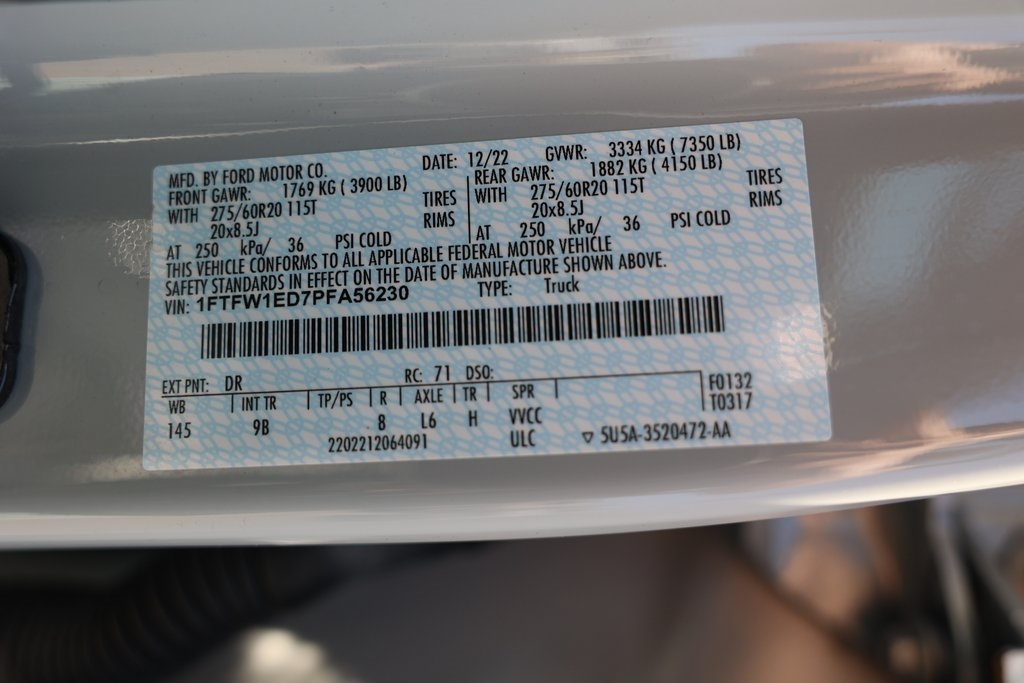 MFD. BY FORD MOTOR CO. DATE: 12/22 GVWR: 3334 KG ( 7350 LB)
FRONT GAWR: 1769 KG ( 3900 LB) REAR GAWR: 1882 KG ( 4150 LB)
WITH 275/60R20 115T TIRES WITH 275/60R20 115T TIRES
20x8.5J RIMS 20x8.5J RIMS
AT 250 kPa/ 36 PSI COLD AT 250 kPa/ 36 PSI COLD
THIS VEHICLE CONFORMS TO ALL APPLICABLE FEDERAL MOTOR VEHICLE
SAFETY STANDARDS IN EFFECT ON THE DATE OF MANUFACTURE SHOWN ABOVE.
VIN: 1FTFW1ED7PFA56230 TYPE: Truck
EXT PNT: DR RC: 71 DSO:
WB INT TR TP/PS R AXLE TR SPR F0132
145 9B 8 L6 H VVCC T0317
2202212064091 ULC ▽ 5U5A-3520472-AA